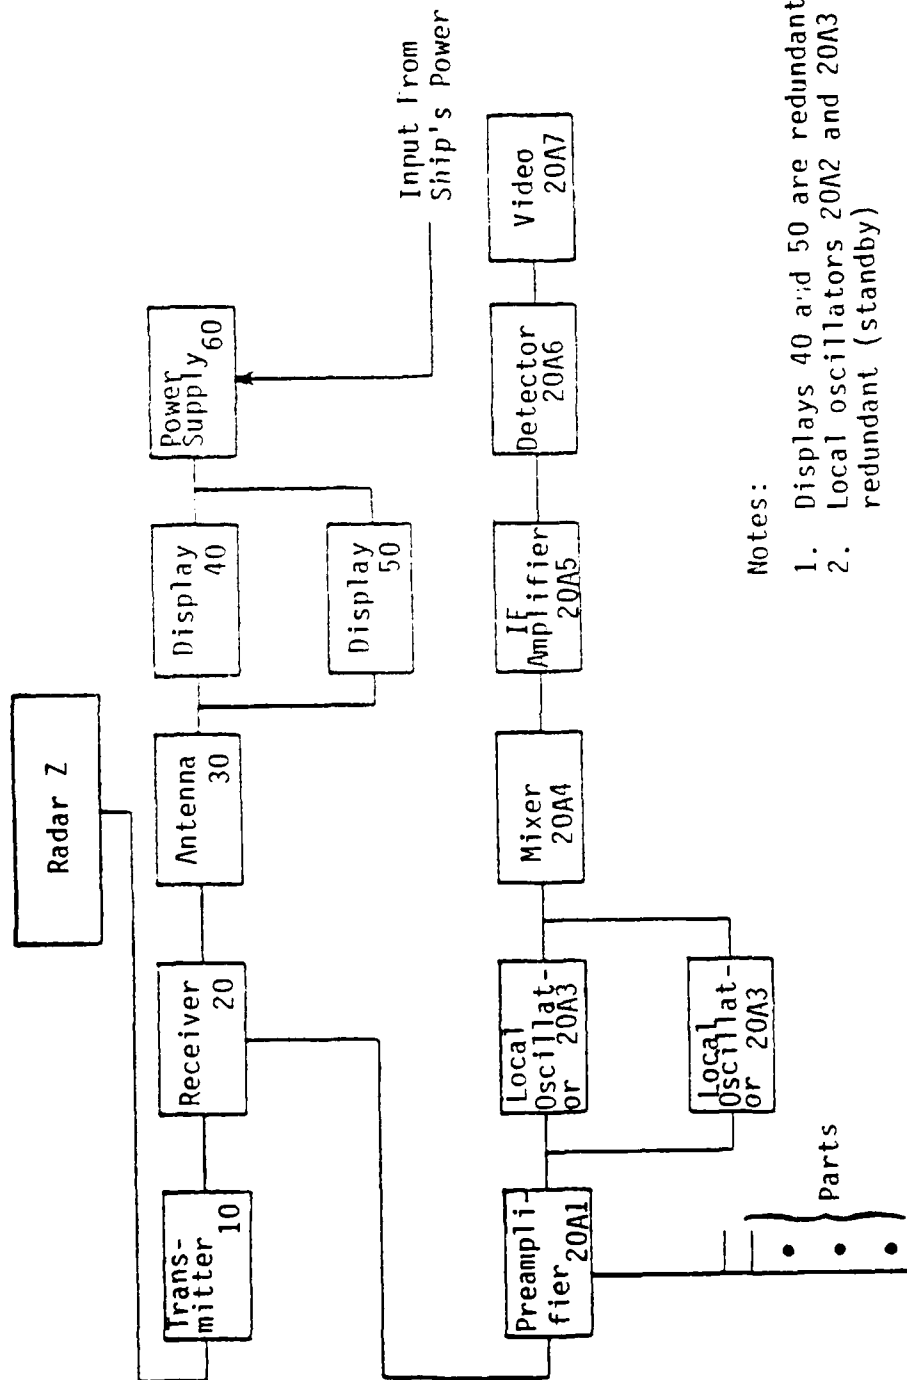 Radar Z
Trans-
mitter
10
Receiver
20
Antenna
30
Display
40
Display
50
Power
Supply
60
Input From
Ship's Power
Preampli-
fier
20A1
Local
Oscillat-
or 20A3
Local
Oscillat-
or 20A3
Mixer
20A4
IF
Amplifier
20A5
Detector
20A6
Video
20A7
Parts
Notes:
1. Displays 40 and 50 are redundant
2. Local oscillators 20A2 and 20A3
redundant (standby)